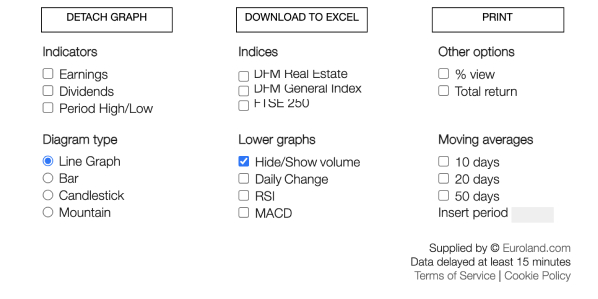 DETACH GRAPH
DOWNLOAD TO EXCEL
PRINT
Indicators
Earnings
Dividends
Period High/Low
Indices
DFM Real Estate
DFM General Index
FTSE 250
Other options
% view
Total return
Diagram type
Line Graph
Bar
Candlestick
Mountain
Lower graphs
Hide/Show volume
Daily Change
RSI
MACD
Moving averages
10 days
20 days
50 days
Insert period
Supplied by © Euroland.com
Data delayed at least 15 minutes
Terms of Service | Cookie Policy